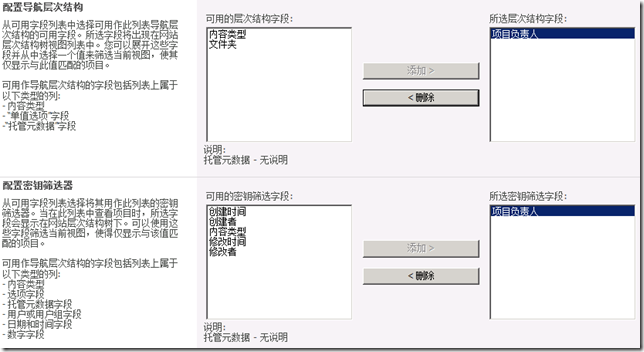 配置导航层次结构
从可用字段列表中选择可用作此列表导航层
次结构的可用字段。所选字段将出现在网站
层次结构树视图列表中。您可以展开这些字
段并从中选择一个值来筛选当前视图，使其
仅显示与此值匹配的项目。
可用作导航层次结构的字段包括列表上属于
以下类型的列:
- 内容类型
- “单值选项”字段
-“托管元数据”字段
可用的层次结构字段:
内容类型
文件夹
添加 >
< 删除
所选层次结构字段:
项目负责人
说明:
托管元数据 - 无说明
配置密钥筛选器
从可用字段列表选择将其用作此列表的密钥
筛选器。当在此列表中查看项目时，所选字
段会显示在网站层次结构树下。可以使用这
些字段筛选当前视图，使得仅显示与该值匹
配的项目。
可用作导航层次结构的字段包括列表上属于
以下类型的列:
- 内容类型
- 选项字段
- 托管元数据字段
- 用户或用户组字段
- 日期和时间字段
- 数字字段
可用的密钥筛选字段:
创建时间
创建者
内容类型
修改时间
修改者
添加 >
< 删除
所选密钥筛选字段:
项目负责人
说明:
托管元数据 - 无说明